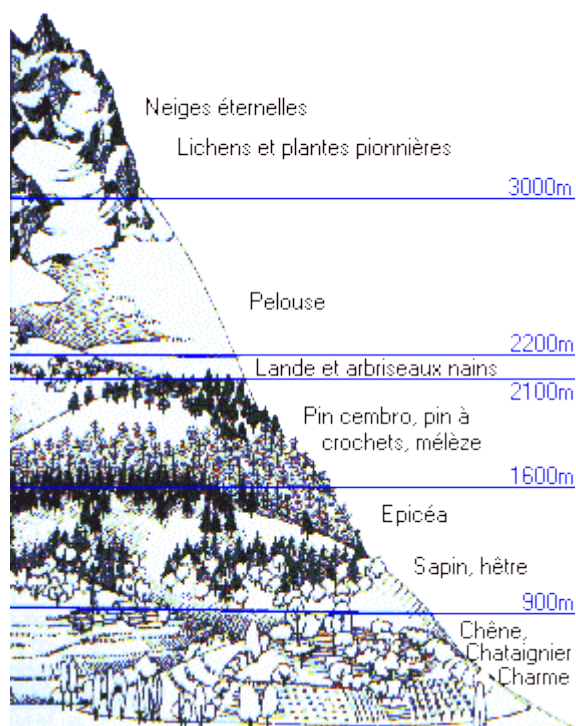 Neiges éternelles
Lichens et plantes pionnières
3000m
Pelouse
2200m
Lande et arbriseaux nains
2100m
Pin cembro, pin à
crochets, mélèze
1600m
Epicéa
Sapin, hêtre
900m
Chêne,
Chataignier
Charme